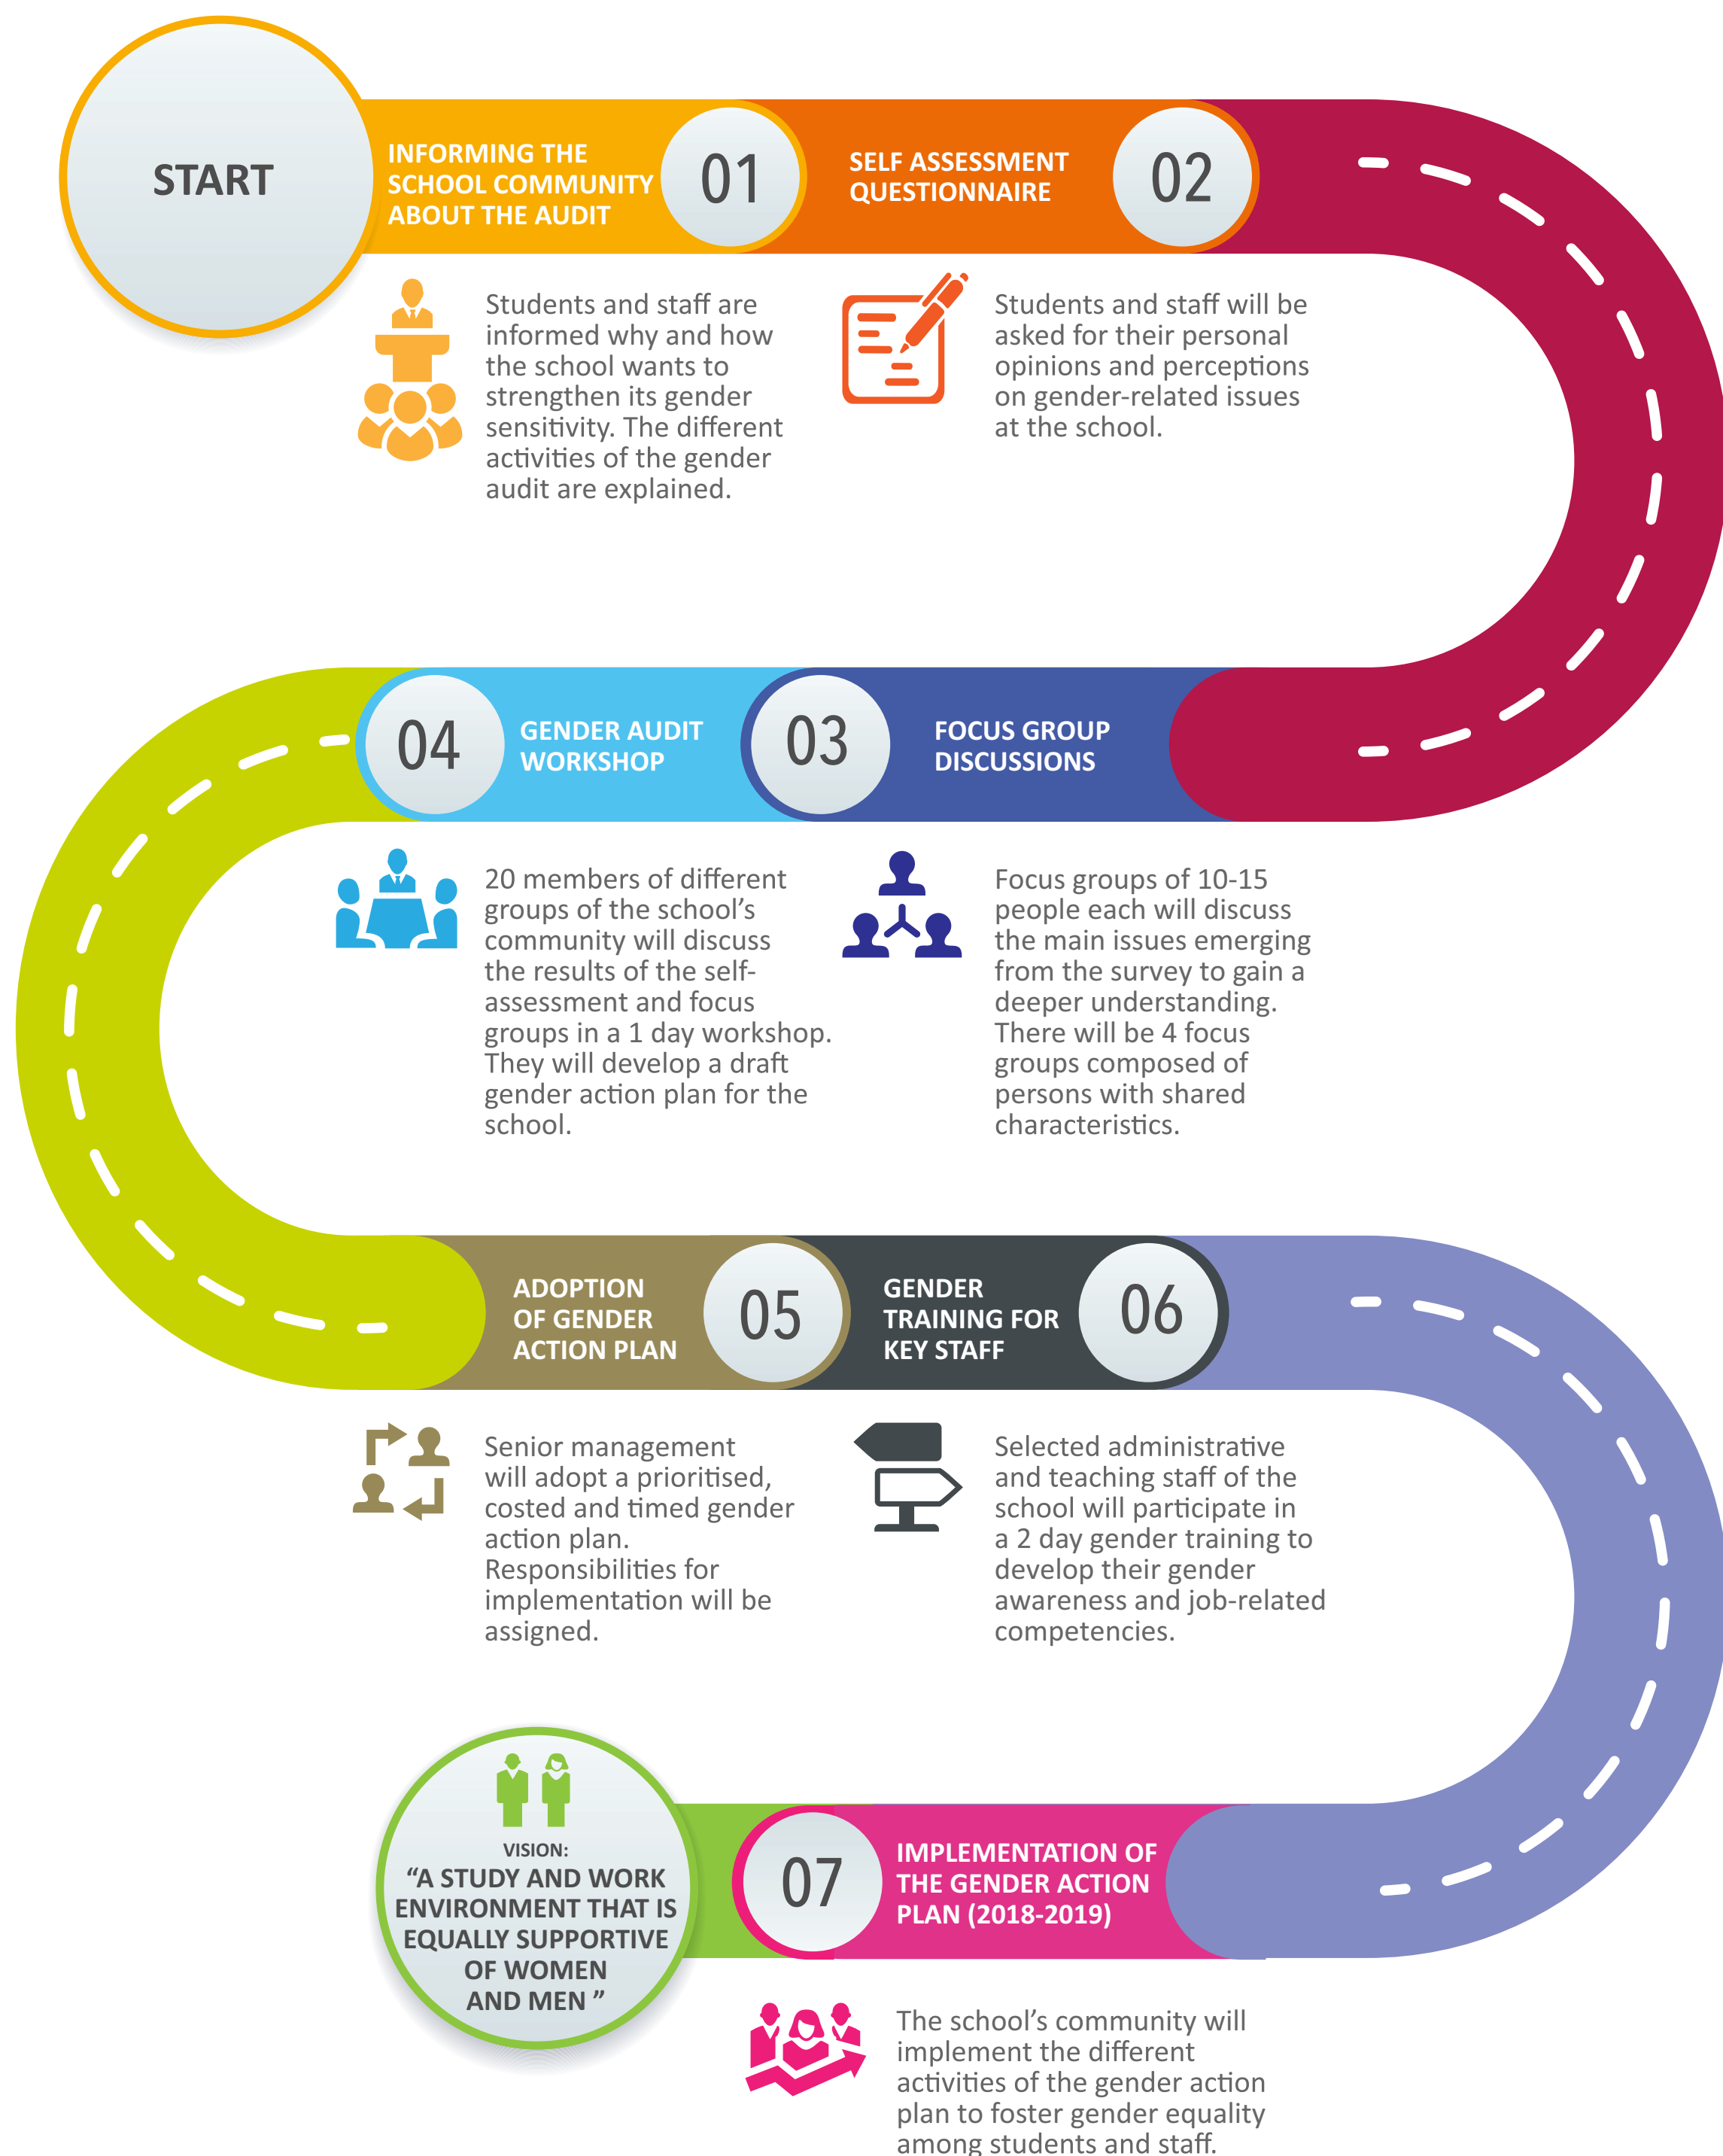 START
INFORMING THE
SCHOOL COMMUNITY
ABOUT THE AUDIT
01
Students and staff are
informed why and how
the school wants to
strengthen its gender
sensitivity. The different
activities of the gender
audit are explained.
SELF ASSESSMENT
QUESTIONNAIRE
02
Students and staff will be
asked for their personal
opinions and perceptions
on gender-related issues
at the school.
FOCUS GROUP
DISCUSSIONS
03
Focus groups of 10-15
people each will discuss
the main issues emerging
from the survey to gain a
deeper understanding.
There will be 4 focus
groups composed of
persons with shared
characteristics.
GENDER AUDIT
WORKSHOP
04
20 members of different
groups of the school’s
community will discuss
the results of the self-
assessment and focus
groups in a 1 day workshop.
They will develop a draft
gender action plan for the
school.
ADOPTION
OF GENDER
ACTION PLAN
05
Senior management
will adopt a prioritised,
costed and timed gender
action plan.
Responsibilities for
implementation will be
assigned.
GENDER
TRAINING FOR
KEY STAFF
06
Selected administrative
and teaching staff of the
school will participate in
a 2 day gender training to
develop their gender
awareness and job-related
competencies.
IMPLEMENTATION OF
THE GENDER ACTION
PLAN (2018-2019)
07
The school’s community will
implement the different
activities of the gender action
plan to foster gender equality
among students and staff.
VISION:
“A STUDY AND WORK
ENVIRONMENT THAT IS
EQUALLY SUPPORTIVE
OF WOMEN
AND MEN ”